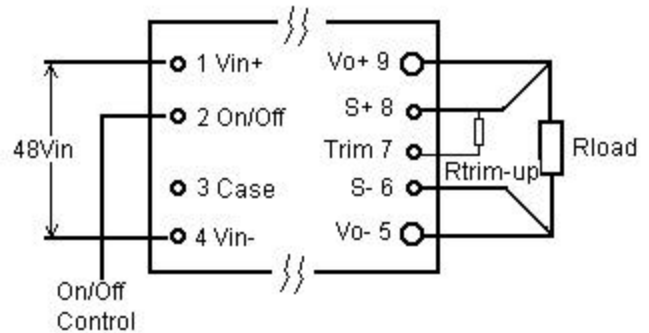 1 Vin+
Vo+ 9
2 On/Off
S+ 8
48Vin
Trim 7
Rtrim-up
Rload
3 Case
S- 6
4 Vin-
Vo- 5
On/Off
Control